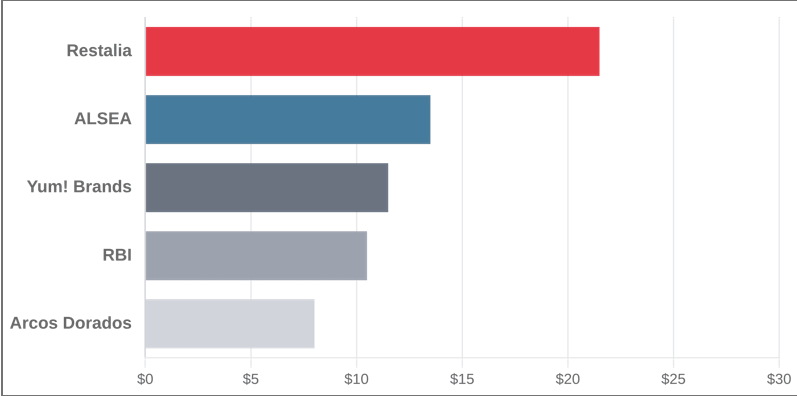 Restalia
ALSEA
Yum! Brands
RBI
Arcos Dorados
$0 $5 $10 $15 $20 $25 $30